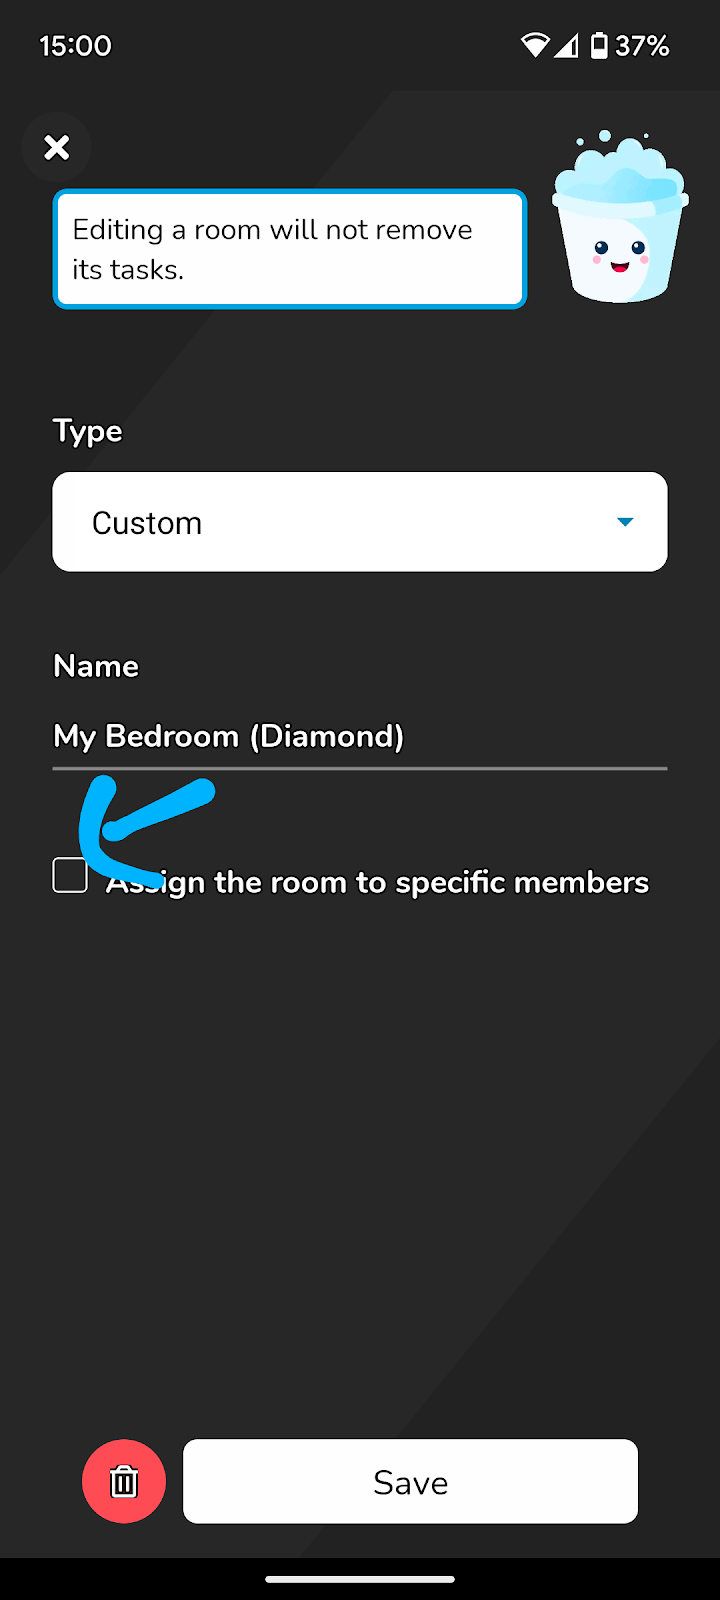 15:00
37%
Editing a room will not remove
its tasks.
Type
Custom
Name
My Bedroom (Diamond)
Assign the room to specific members
Save